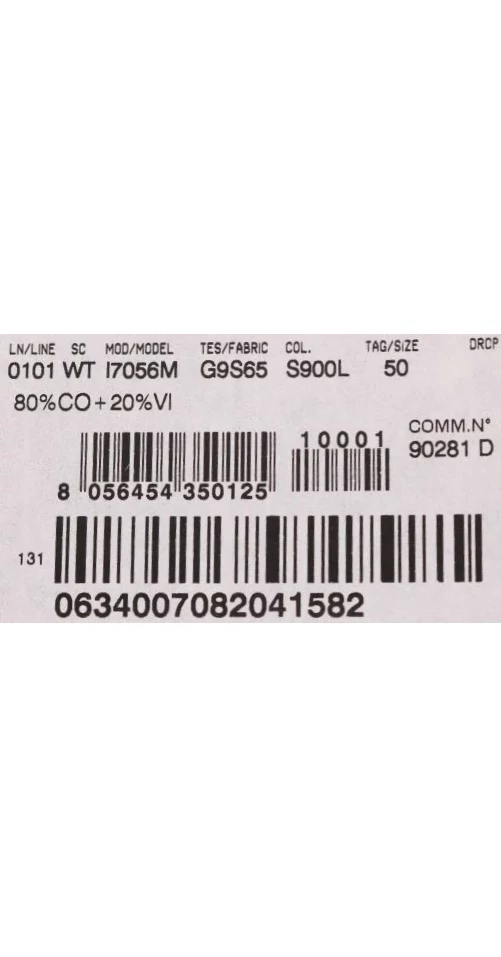 LN/LINE SC MOD/MODEL TES/FABRIC COL. TAG/SIZE DROP
0101 WT I7056M G9S65 S900L 50
80%CO+20%VI
COMM.N°
90281 D
10001
8 056454 350125
131
0634007082041582